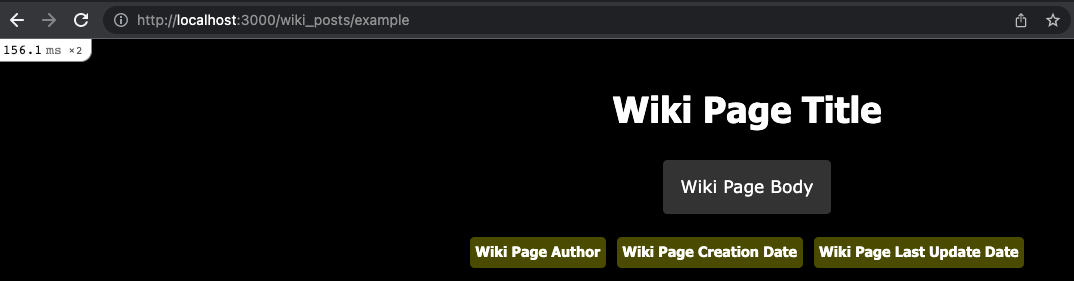 http://localhost:3000/wiki_posts/example
156.1 ms ×2
Wiki Page Title
Wiki Page Body
Wiki Page Author Wiki Page Creation Date Wiki Page Last Update Date